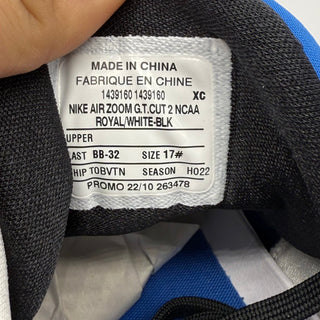 MADE IN CHINA
FABRIQUE EN CHINE
1439160 1439160 XC
NIKE AIR ZOOM G.T.CUT 2 NCAA
ROYAL/WHITE-BLK
UPPER
LAST BB-32 SIZE 17#
SHIP TOBVTN SEASON HO22
PROMO 22/10 263478